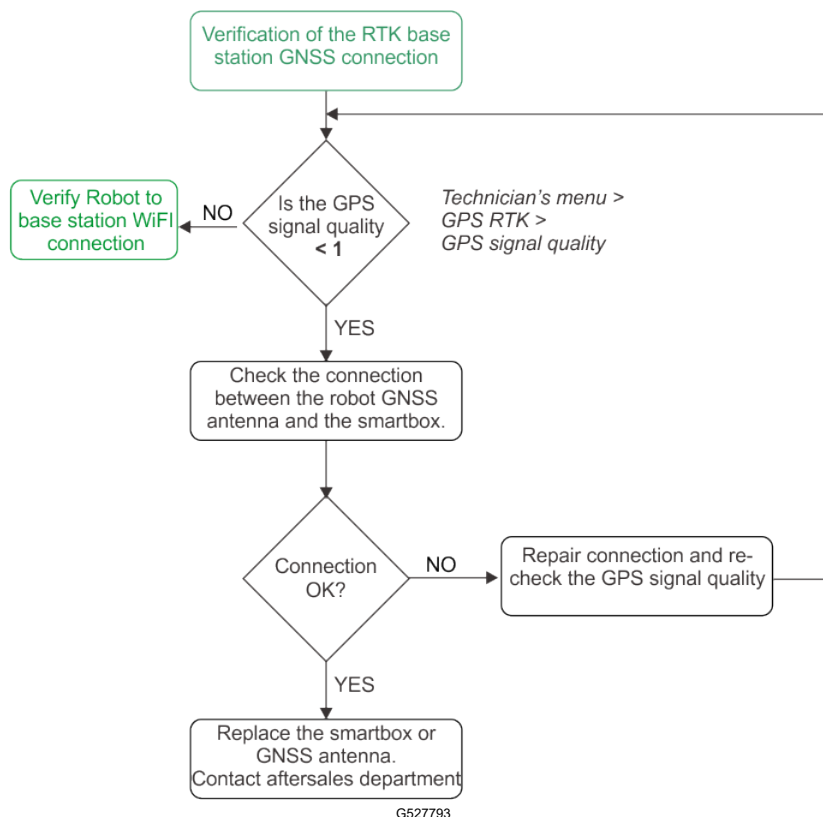 Verification of the RTK base
station GNSS connection
Verify Robot to
base station WiFI
connection
NO
Is the GPS
signal quality
< 1
Technician's menu >
GPS RTK >
GPS signal quality
YES
Check the connection
between the robot GNSS
antenna and the smartbox.
Connection
OK?
NO
Repair connection and re-
check the GPS signal quality
YES
Replace the smartbox or
GNSS antenna.
Contact aftersales department
G527793